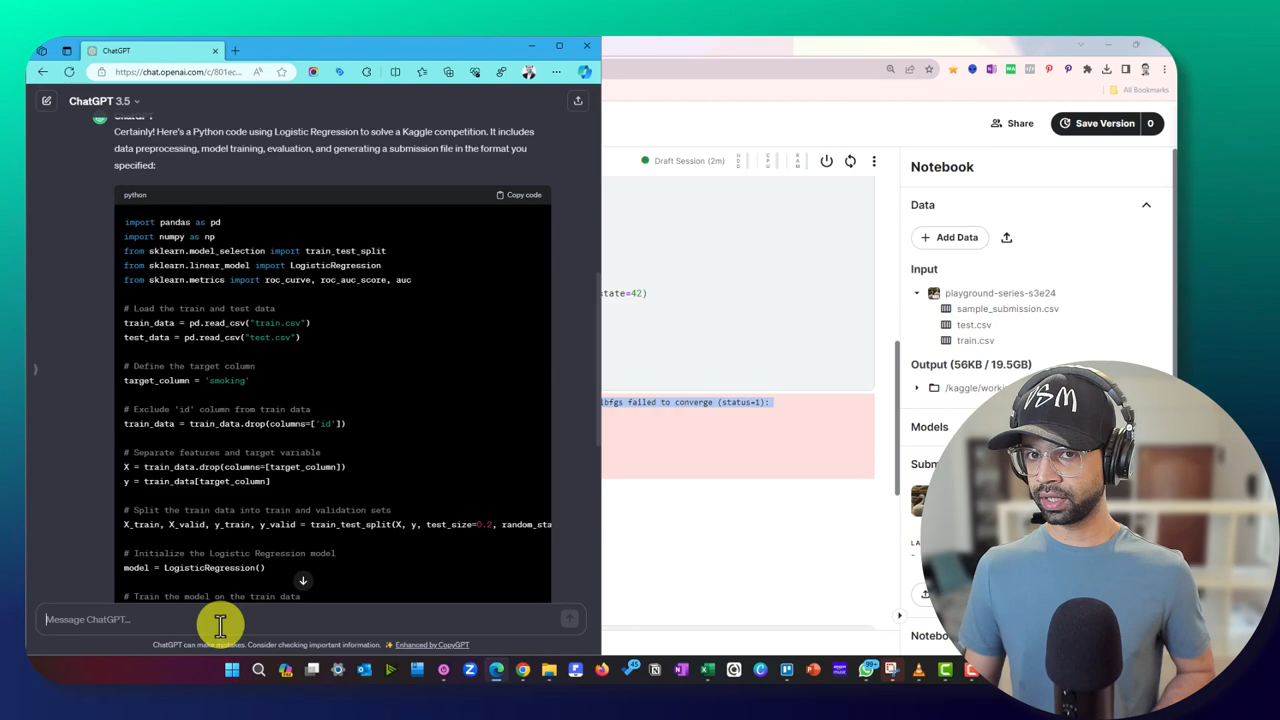 ChatGPT
https://chat.openai.com/c/801ec...
All Bookmarks
ChatGPT 3.5
Share
Save Version
0
ChatGPT
Certainly! Here's a Python code using Logistic Regression to solve a Kaggle competition. It includes
data preprocessing, model training, evaluation, and generating a submission file in the format you
specified:
python
Copy code
import pandas as pd
import numpy as np
from sklearn.model_selection import train_test_split
from sklearn.linear_model import LogisticRegression
from sklearn.metrics import roc_curve, roc_auc_score, auc
# Load the train and test data
train_data = pd.read_csv("train.csv")
test_data = pd.read_csv("test.csv")
# Define the target column
target_column = 'smoking'
# Exclude 'id' column from train data
train_data = train_data.drop(columns=['id'])
# Separate features and target variable
X = train_data.drop(columns=[target_column])
y = train_data[target_column]
# Split the train data into train and validation sets
X_train, X_valid, y_train, y_valid = train_test_split(X, y, test_size=0.2, random_sta
# Initialize the Logistic Regression model
model = LogisticRegression()
# Train the model on the train data
Message ChatGPT...
ChatGPT can make mistakes. Consider checking important information. ✨ Enhanced by CopyGPT
Draft Session (2m)
HDD
CPU
RAM
state=42)
lbfgs failed to converge (status=1):
Notebook
Data
+ Add Data
Input
playground-series-s3e24
sample_submission.csv
test.csv
train.csv
Output (56KB / 19.5GB)
/kaggle/worki
Models
Subm
Noteboo
DSM
45
99+